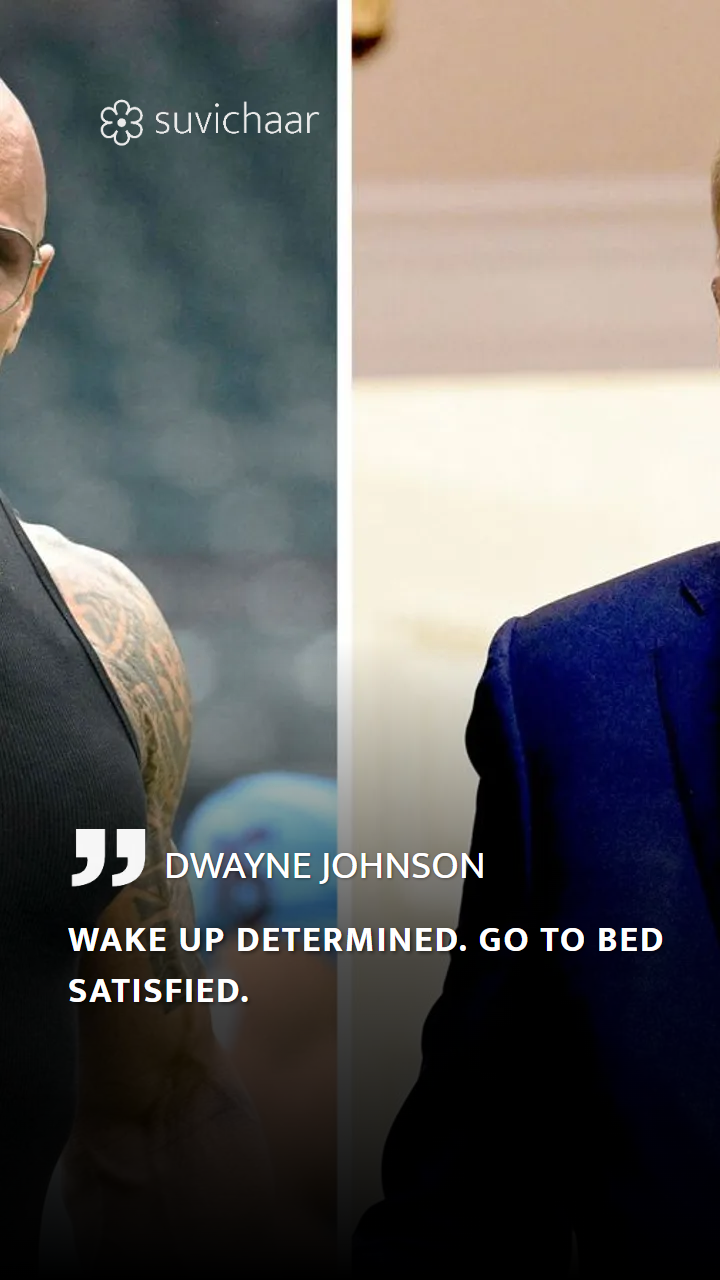 suvichaar
DWAYNE JOHNSON
WAKE UP DETERMINED. GO TO BED
SATISFIED.